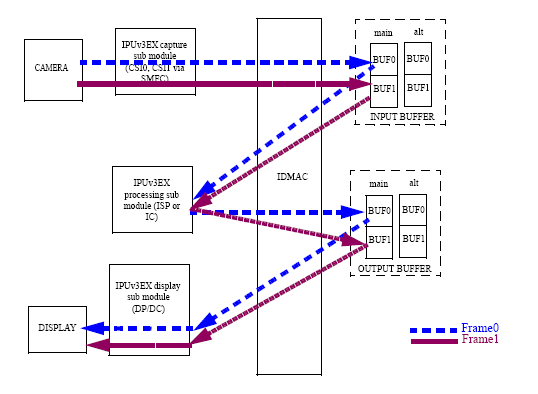 CAMERA
IPUv3EX capture
sub module
(CSI0, CSI1 via
SMFC)
IDMAC
main
alt
BUF0
BUF0
BUF1
BUF1
INPUT BUFFER
IPUv3EX
processing sub
module (ISP or
IC)
main
alt
BUF0
BUF0
BUF1
BUF1
OUTPUT BUFFER
IPUv3EX display
sub module
(DP/DC)
DISPLAY
Frame0
Frame1